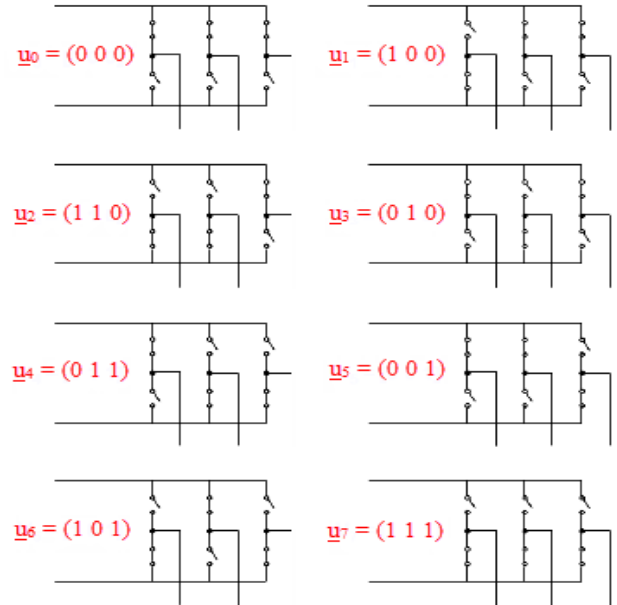 u0 = (0 0 0)
u1 = (1 0 0)
u2 = (1 1 0)
u3 = (0 1 0)
u4 = (0 1 1)
u5 = (0 0 1)
u6 = (1 0 1)
u7 = (1 1 1)